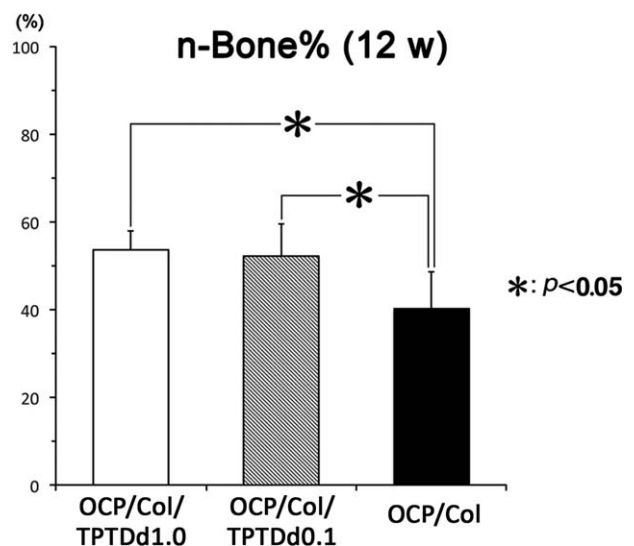 (%)
n-Bone% (12 w)
100
80
60
40
20
0
*
*
*: p<0.05
OCP/Col/
TPTDd1.0
OCP/Col/
TPTDd0.1
OCP/Col